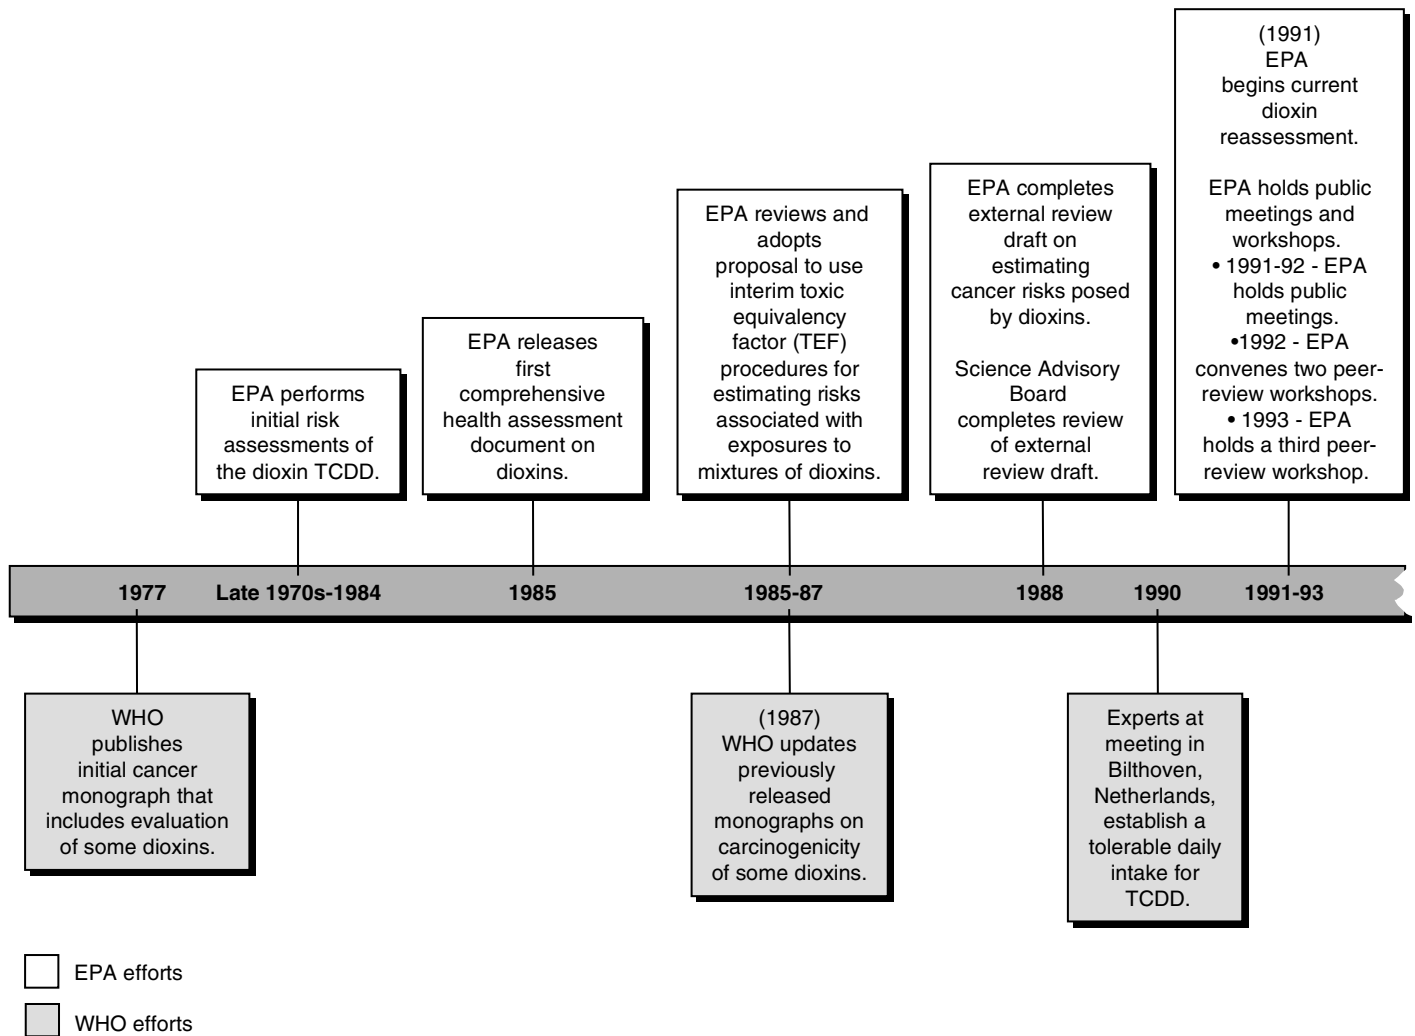 (1991)
EPA
begins current
dioxin
reassessment.
EPA holds public
meetings and
workshops.
• 1991-92 - EPA
holds public
meetings.
•1992 - EPA
convenes two peer-
review workshops.
• 1993 - EPA
holds a third peer-
review workshop.
EPA completes
external review
draft on
estimating
cancer risks posed
by dioxins.
Science Advisory
Board
completes review
of external
review draft.
EPA reviews and
adopts
proposal to use
interim toxic
equivalency
factor (TEF)
procedures for
estimating risks
associated with
exposures to
mixtures of dioxins.
EPA releases
first
comprehensive
health assessment
document on
dioxins.
EPA performs
initial risk
assessments of
the dioxin TCDD.
1977 Late 1970s-1984 1985 1985-87 1988 1990 1991-93
WHO
publishes
initial cancer
monograph that
includes evaluation
of some dioxins.
(1987)
WHO updates
previously
released
monographs on
carcinogenicity
of some dioxins.
Experts at
meeting in
Bilthoven,
Netherlands,
establish a
tolerable daily
intake for
TCDD.
EPA efforts
WHO efforts